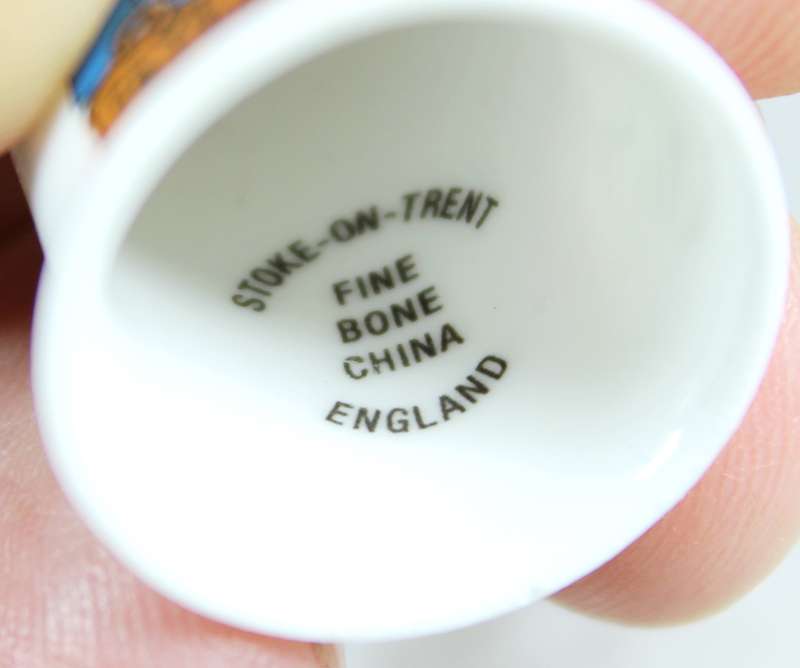 STOKE-ON-TRENT
FINE
BONE
CHINA
ENGLAND